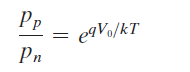 p_p / p_n = e^{qV_0/kT}